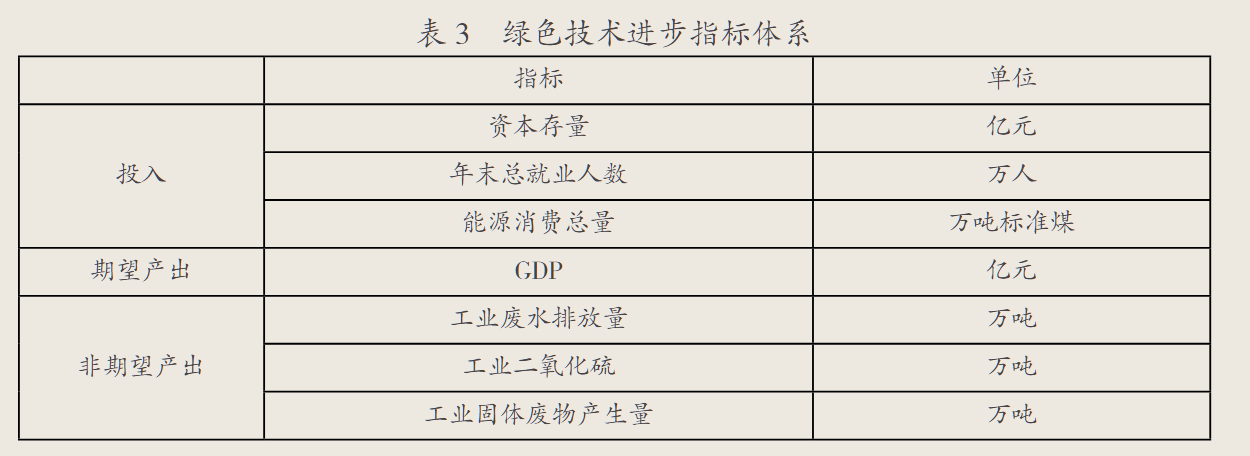 表 3 绿色技术进步指标体系
指标 单位
资本存量 亿元
投入 年末总就业人数 万人
能源消费总量 万吨标准煤
期望产出 GDP 亿元
工业废水排放量 万吨
非期望产出 工业二氧化硫 万吨
工业固体废物产生量 万吨